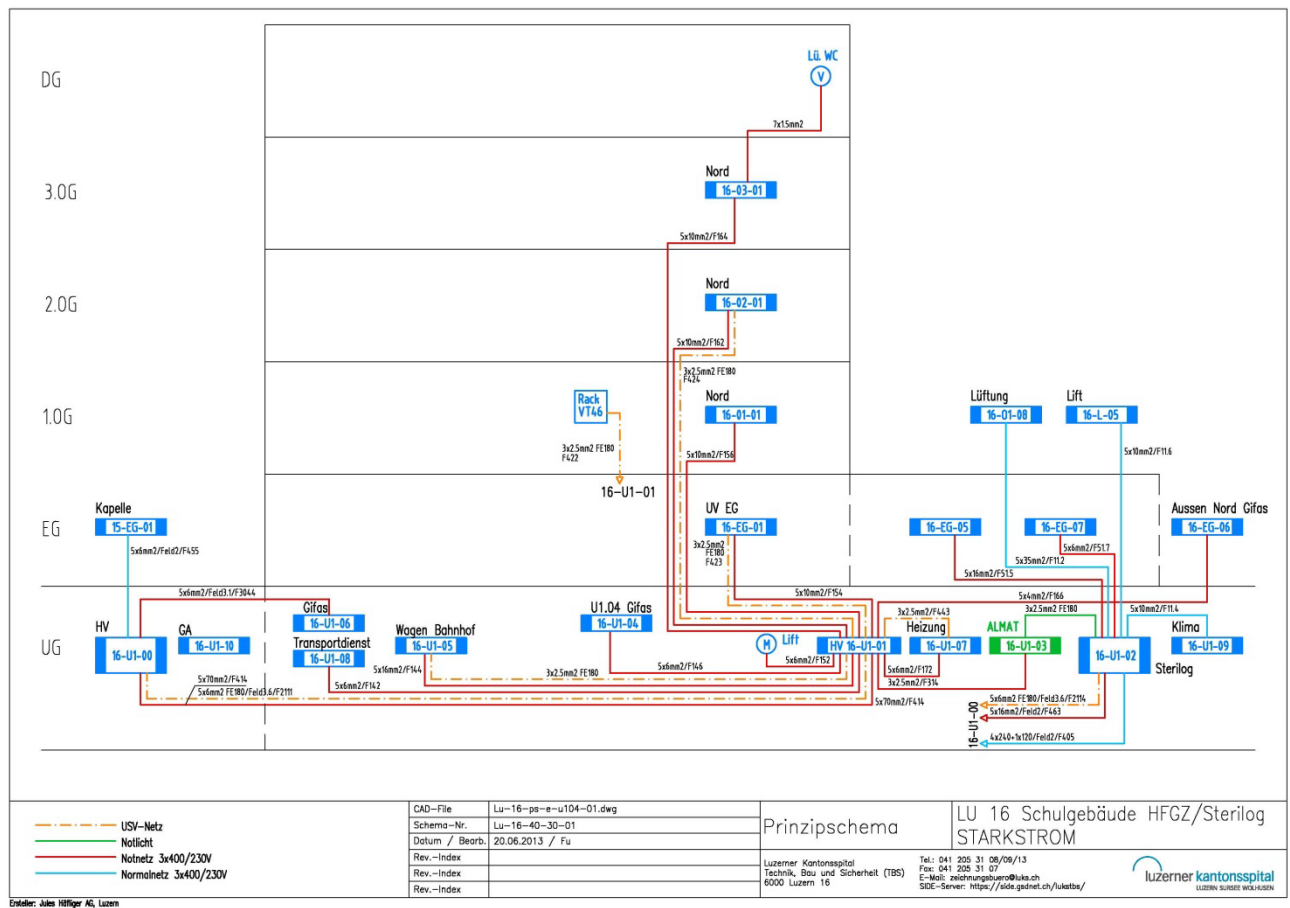 DG
Lü. WC
V
7x1.5mm2
3.OG
Nord
16-03-01
5x10mm2/F164
2.OG
Nord
16-02-01
5x10mm2/F162
3x2.5mm2 FE180
F424
1.OG
Rack
VT46
Nord
16-01-01
Lüftung
16-01-08
Lift
16-L-05
3x2.5mm2 FE180
F422
5x10mm2/F156
5x10mm2/F11.6
16-U1-01
EG
Kapelle
15-EG-01
5x6mm2/Feld2/F455
UV EG
16-EG-01
3x2.5mm2
FE180
F423
16-EG-05
16-EG-07
5x6mm2/F51.7
5x35mm2/F11.2
5x16mm2/F51.5
Aussen Nord Gifas
16-EG-06
5x6mm2/Feld3.1/F3044
5x10mm2/F154
5x4mm2/F166
UG
HV
16-U1-00
GA
16-U1-10
Gifas
16-U1-06
Transportdienst
16-U1-08
Wagen Bahnhof
16-U1-05
U1.04 Gifas
16-U1-04
M
Lift
HV 16-U1-01
3x2.5mm2/F443
Heizung
16-U1-07
3x2.5mm2 FE180
ALMAT
16-U1-03
5x10mm2/F11.4
16-U1-02
Sterilog
Klima
16-U1-09
5x16mm2/F144
5x6mm2/F142
3x2.5mm2 FE180
5x6mm2/F146
5x6mm2/F152
5x6mm2/F172
3x2.5mm2/F314
5x70mm2/F414
5x6mm2 FE180/Feld3.6/F2111
5x70mm2/F414
16-U1-00
5x6mm2 FE180/Feld3.6/F2114
5x16mm2/Feld2/F463
4x240+1x120/Feld2/F405
USV-Netz
Notlicht
Notnetz 3x400/230V
Normalnetz 3x400/230V
CAD-File Lu-16-ps-e-u104-01.dwg
Schema-Nr. Lu-16-40-30-01
Datum / Bearb. 20.06.2013 / Fu
Rev.-Index
Rev.-Index
Rev.-Index
Prinzipschema
LU 16 Schulgebäude HFGZ/Sterilog
STARKSTROM
Luzerner Kantonsspital
Technik, Bau und Sicherheit (TBS)
6000 Luzern 16
Tel.: 041 205 31 08/09/13
Fax: 041 205 31 07
E-Mail: zeichnungsbuero@luks.ch
SIDE-Server: https://side.gsdnet.ch/lukstbs/
luzerner kantonsspital
LUZERN SURSEE WOLHUSEN
Ersteller: Jules Häfliger AG, Luzern